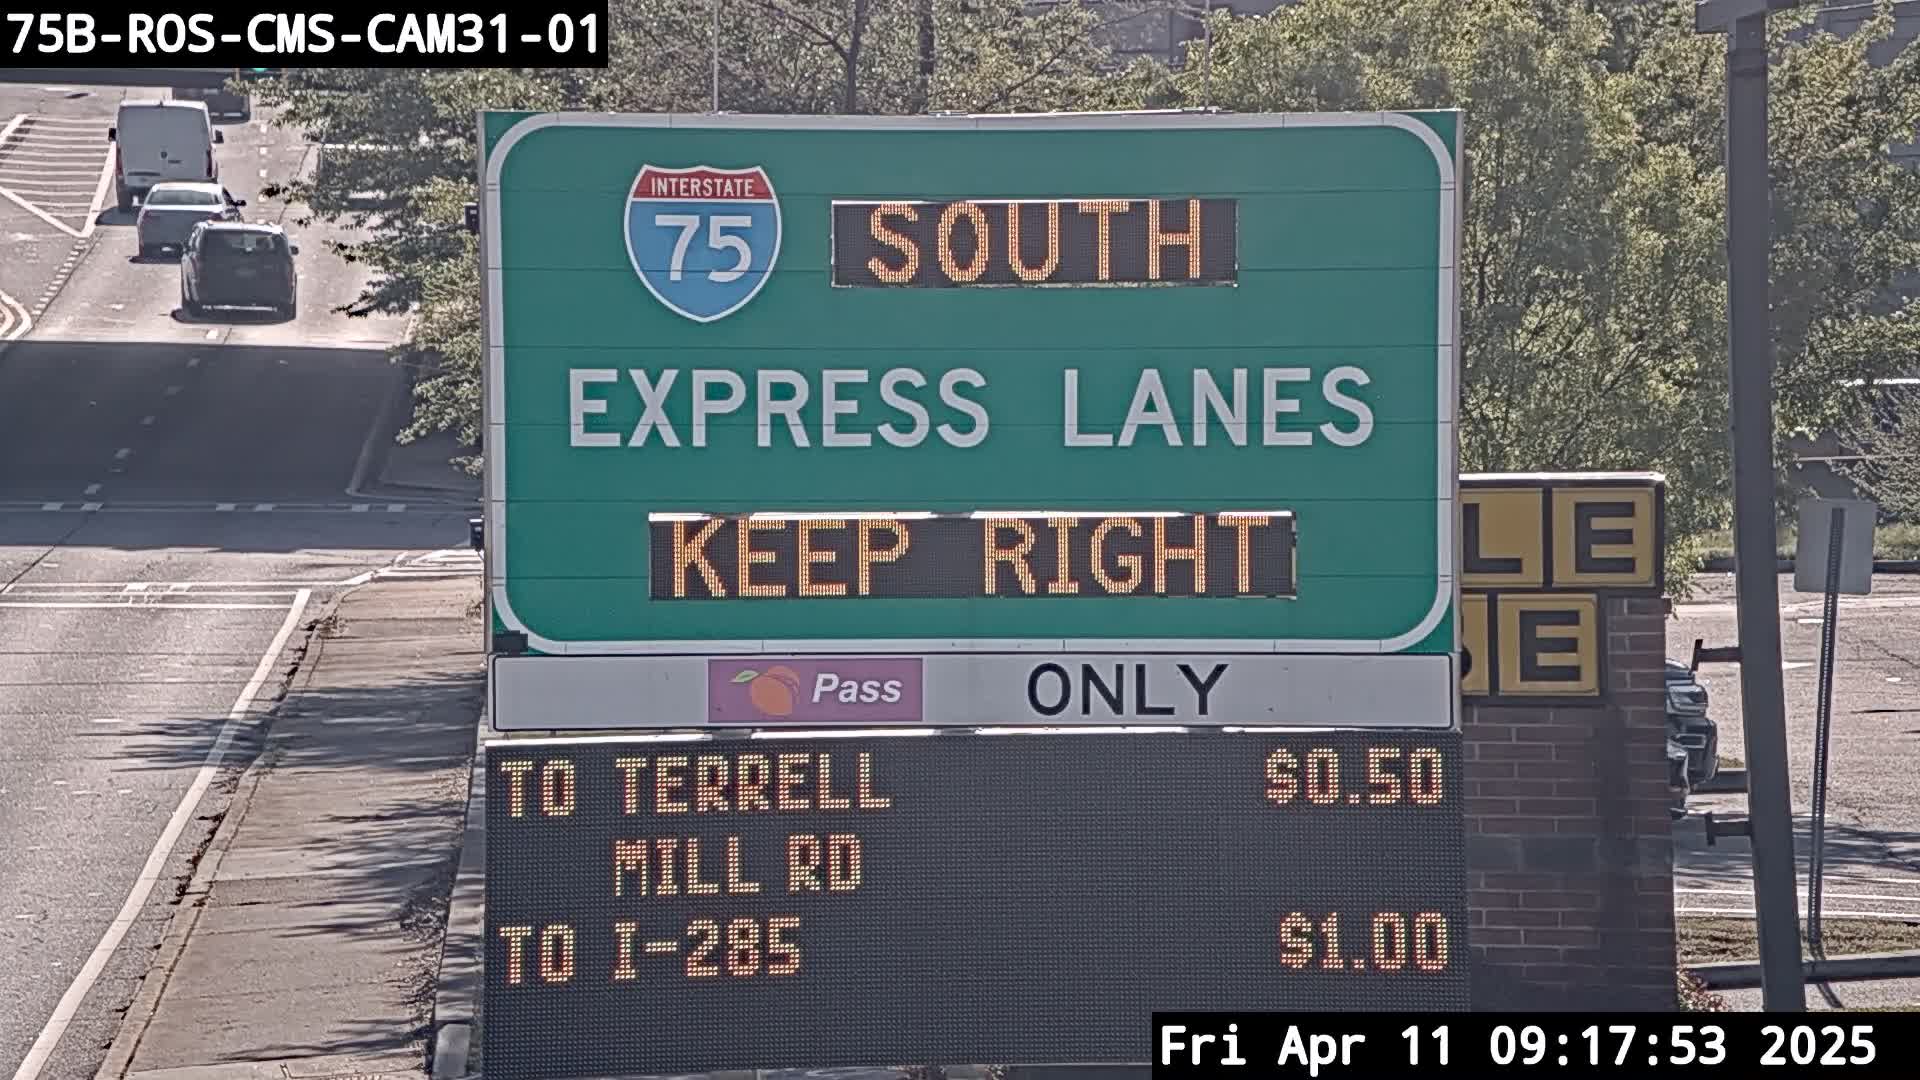 75B-ROS-CMS-CAM31-01
INTERSTATE
75
SOUTH
EXPRESS LANES
KEEP RIGHT
Pass ONLY
TO TERRELL $0.50
MILL RD
TO I-285 $1.00
LE
E
Fri Apr 11 09:17:53 2025